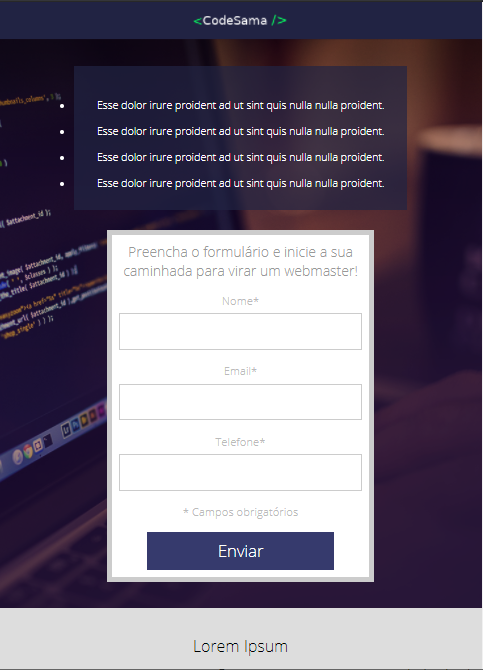 <CodeSama />
Esse dolor irure proident ad ut sint quis nulla nulla proident.
Esse dolor irure proident ad ut sint quis nulla nulla proident.
Esse dolor irure proident ad ut sint quis nulla nulla proident.
Esse dolor irure proident ad ut sint quis nulla nulla proident.
Preencha o formulário e inicie a sua
caminhada para virar um webmaster!
Nome*
Email*
Telefone*
* Campos obrigatórios
Enviar
Lorem Ipsum